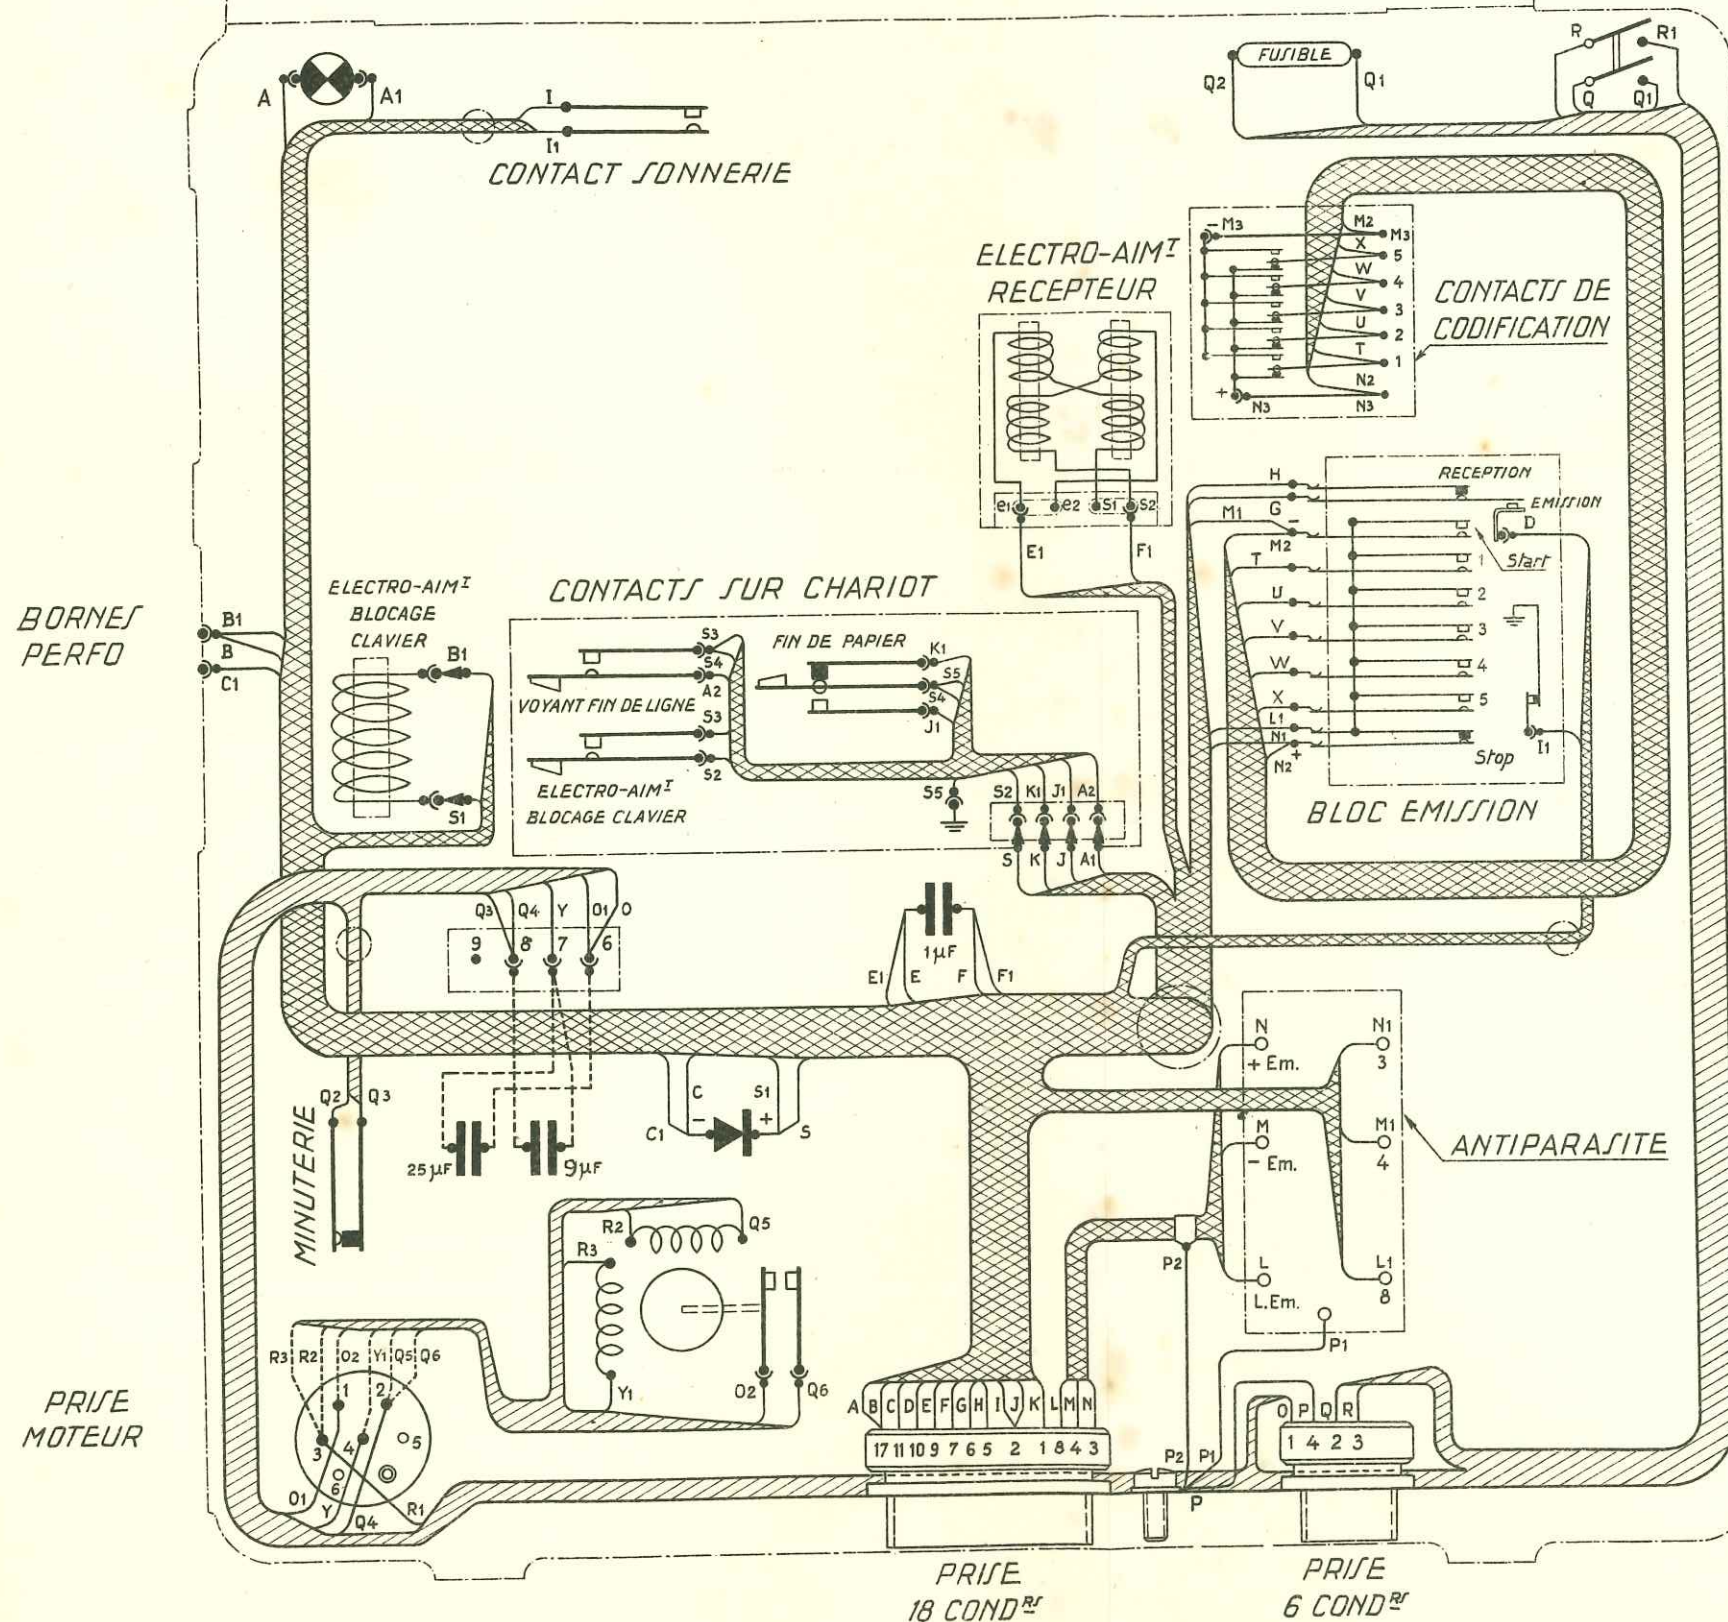 FUSIBLE
R R1
Q2 Q1 Q Q1
A A1
I
I1
CONTACT SONNERIE
ELECTRO-AIMT
RECEPTEUR
- M3 M2 M3
X 5
W 4
V 3
U 2
T 1
N2
+ N3 N3
CONTACTS DE
CODIFICATION
e1 e2 S1 S2
E1 F1
RECEPTION
EMISSION
H
G
M1 - D
M2
Start
T 1
U 2
V 3
W 4
X 5
L1
N1
N2 + Stop I1
BLOC EMISSION
BORNES
PERFO
B1
B
C1
ELECTRO-AIMT
BLOCAGE
CLAVIER
B1
S1
CONTACTS SUR CHARIOT
S3
S4
A2
VOYANT FIN DE LIGNE
S3
S2
ELECTRO-AIMT
BLOCAGE CLAVIER
FIN DE PAPIER
K1
S5
S4
J1
S5
S2 K1 J1 A2
S K J A1
Q3 Q4 Y O1 O
9 8 7 6
1µF
E1 E F F1
Q2 Q3
MINUTERIE
25µF 9µF
C S1
- +
C1 S
N N1
+ Em. 3
M M1
- Em. 4
L L1
L.Em. 8
ANTIPARASITE
P1
P2
R2 Q5
R3
Y1 O2 Q6
PRISE
MOTEUR
R3 R2 O2 Y1 Q5 Q6
1 2
3 4 5
6
O1 Y Q4 R1
A B C D E F G H I J K L M N
17 11 10 9 7 6 5 2 1 8 4 3
P2 P1
P
O P Q R
1 4 2 3
PRISE
18 CONDRS
PRISE
6 CONDRS